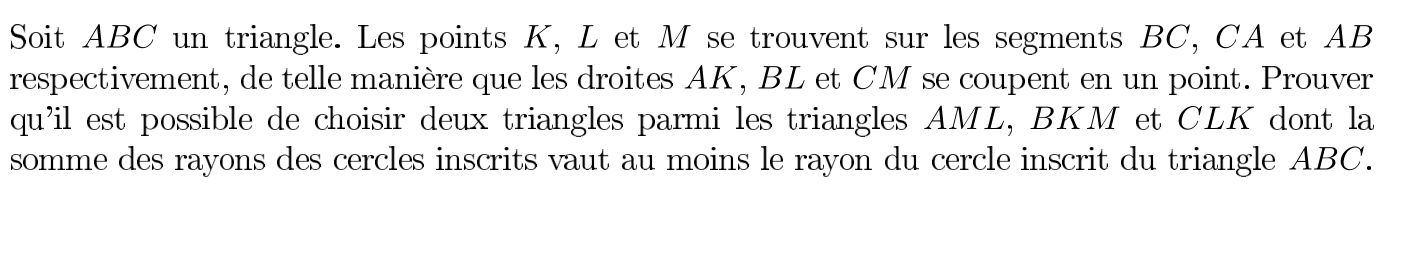 Soit ABC un triangle. Les points K, L et M se trouvent sur les segments BC, CA et AB
respectivement, de telle manière que les droites AK, BL et CM se coupent en un point. Prouver
qu'il est possible de choisir deux triangles parmi les triangles AML, BKM et CLK dont la
somme des rayons des cercles inscrits vaut au moins le rayon du cercle inscrit du triangle ABC.